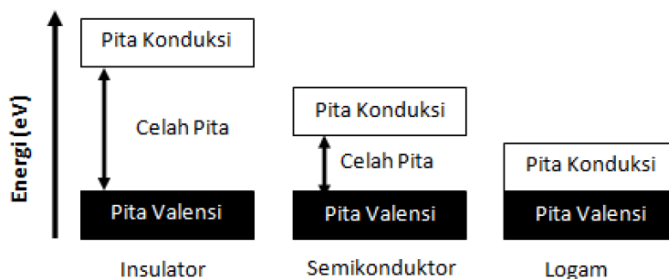 Energi (eV)
Pita Konduksi
Celah Pita
Pita Valensi
Insulator
Pita Konduksi
Celah Pita
Pita Valensi
Semikonduktor
Pita Konduksi
Pita Valensi
Logam